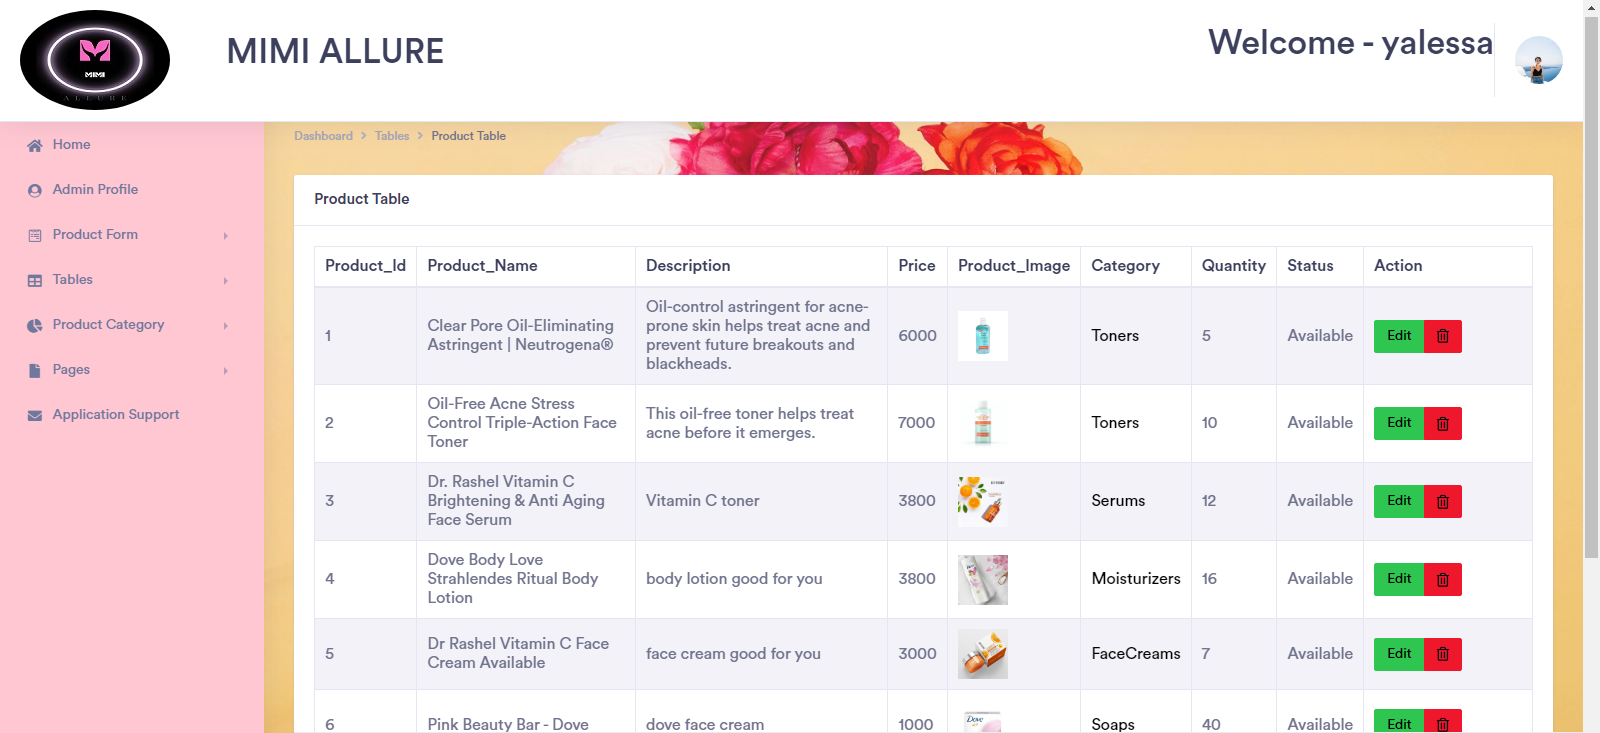 MIMI
ALLURE
MIMI ALLURE
Welcome - yalessa
Home
Admin Profile
Product Form
Tables
Product Category
Pages
Application Support
Dashboard > Tables > Product Table
Product Table
Product_Id Product_Name Description Price Product_Image Category Quantity Status Action
1 Clear Pore Oil-Eliminating Astringent | Neutrogena® Oil-control astringent for acne-prone skin helps treat acne and prevent future breakouts and blackheads. 6000 Toners 5 Available Edit
2 Oil-Free Acne Stress Control Triple-Action Face Toner This oil-free toner helps treat acne before it emerges. 7000 Toners 10 Available Edit
3 Dr. Rashel Vitamin C Brightening & Anti Aging Face Serum Vitamin C toner 3800 Serums 12 Available Edit
4 Dove Body Love Strahlendes Ritual Body Lotion body lotion good for you 3800 Moisturizers 16 Available Edit
5 Dr Rashel Vitamin C Face Cream Available face cream good for you 3000 FaceCreams 7 Available Edit
6 Pink Beauty Bar - Dove dove face cream 1000 Dove Soaps 40 Available Edit